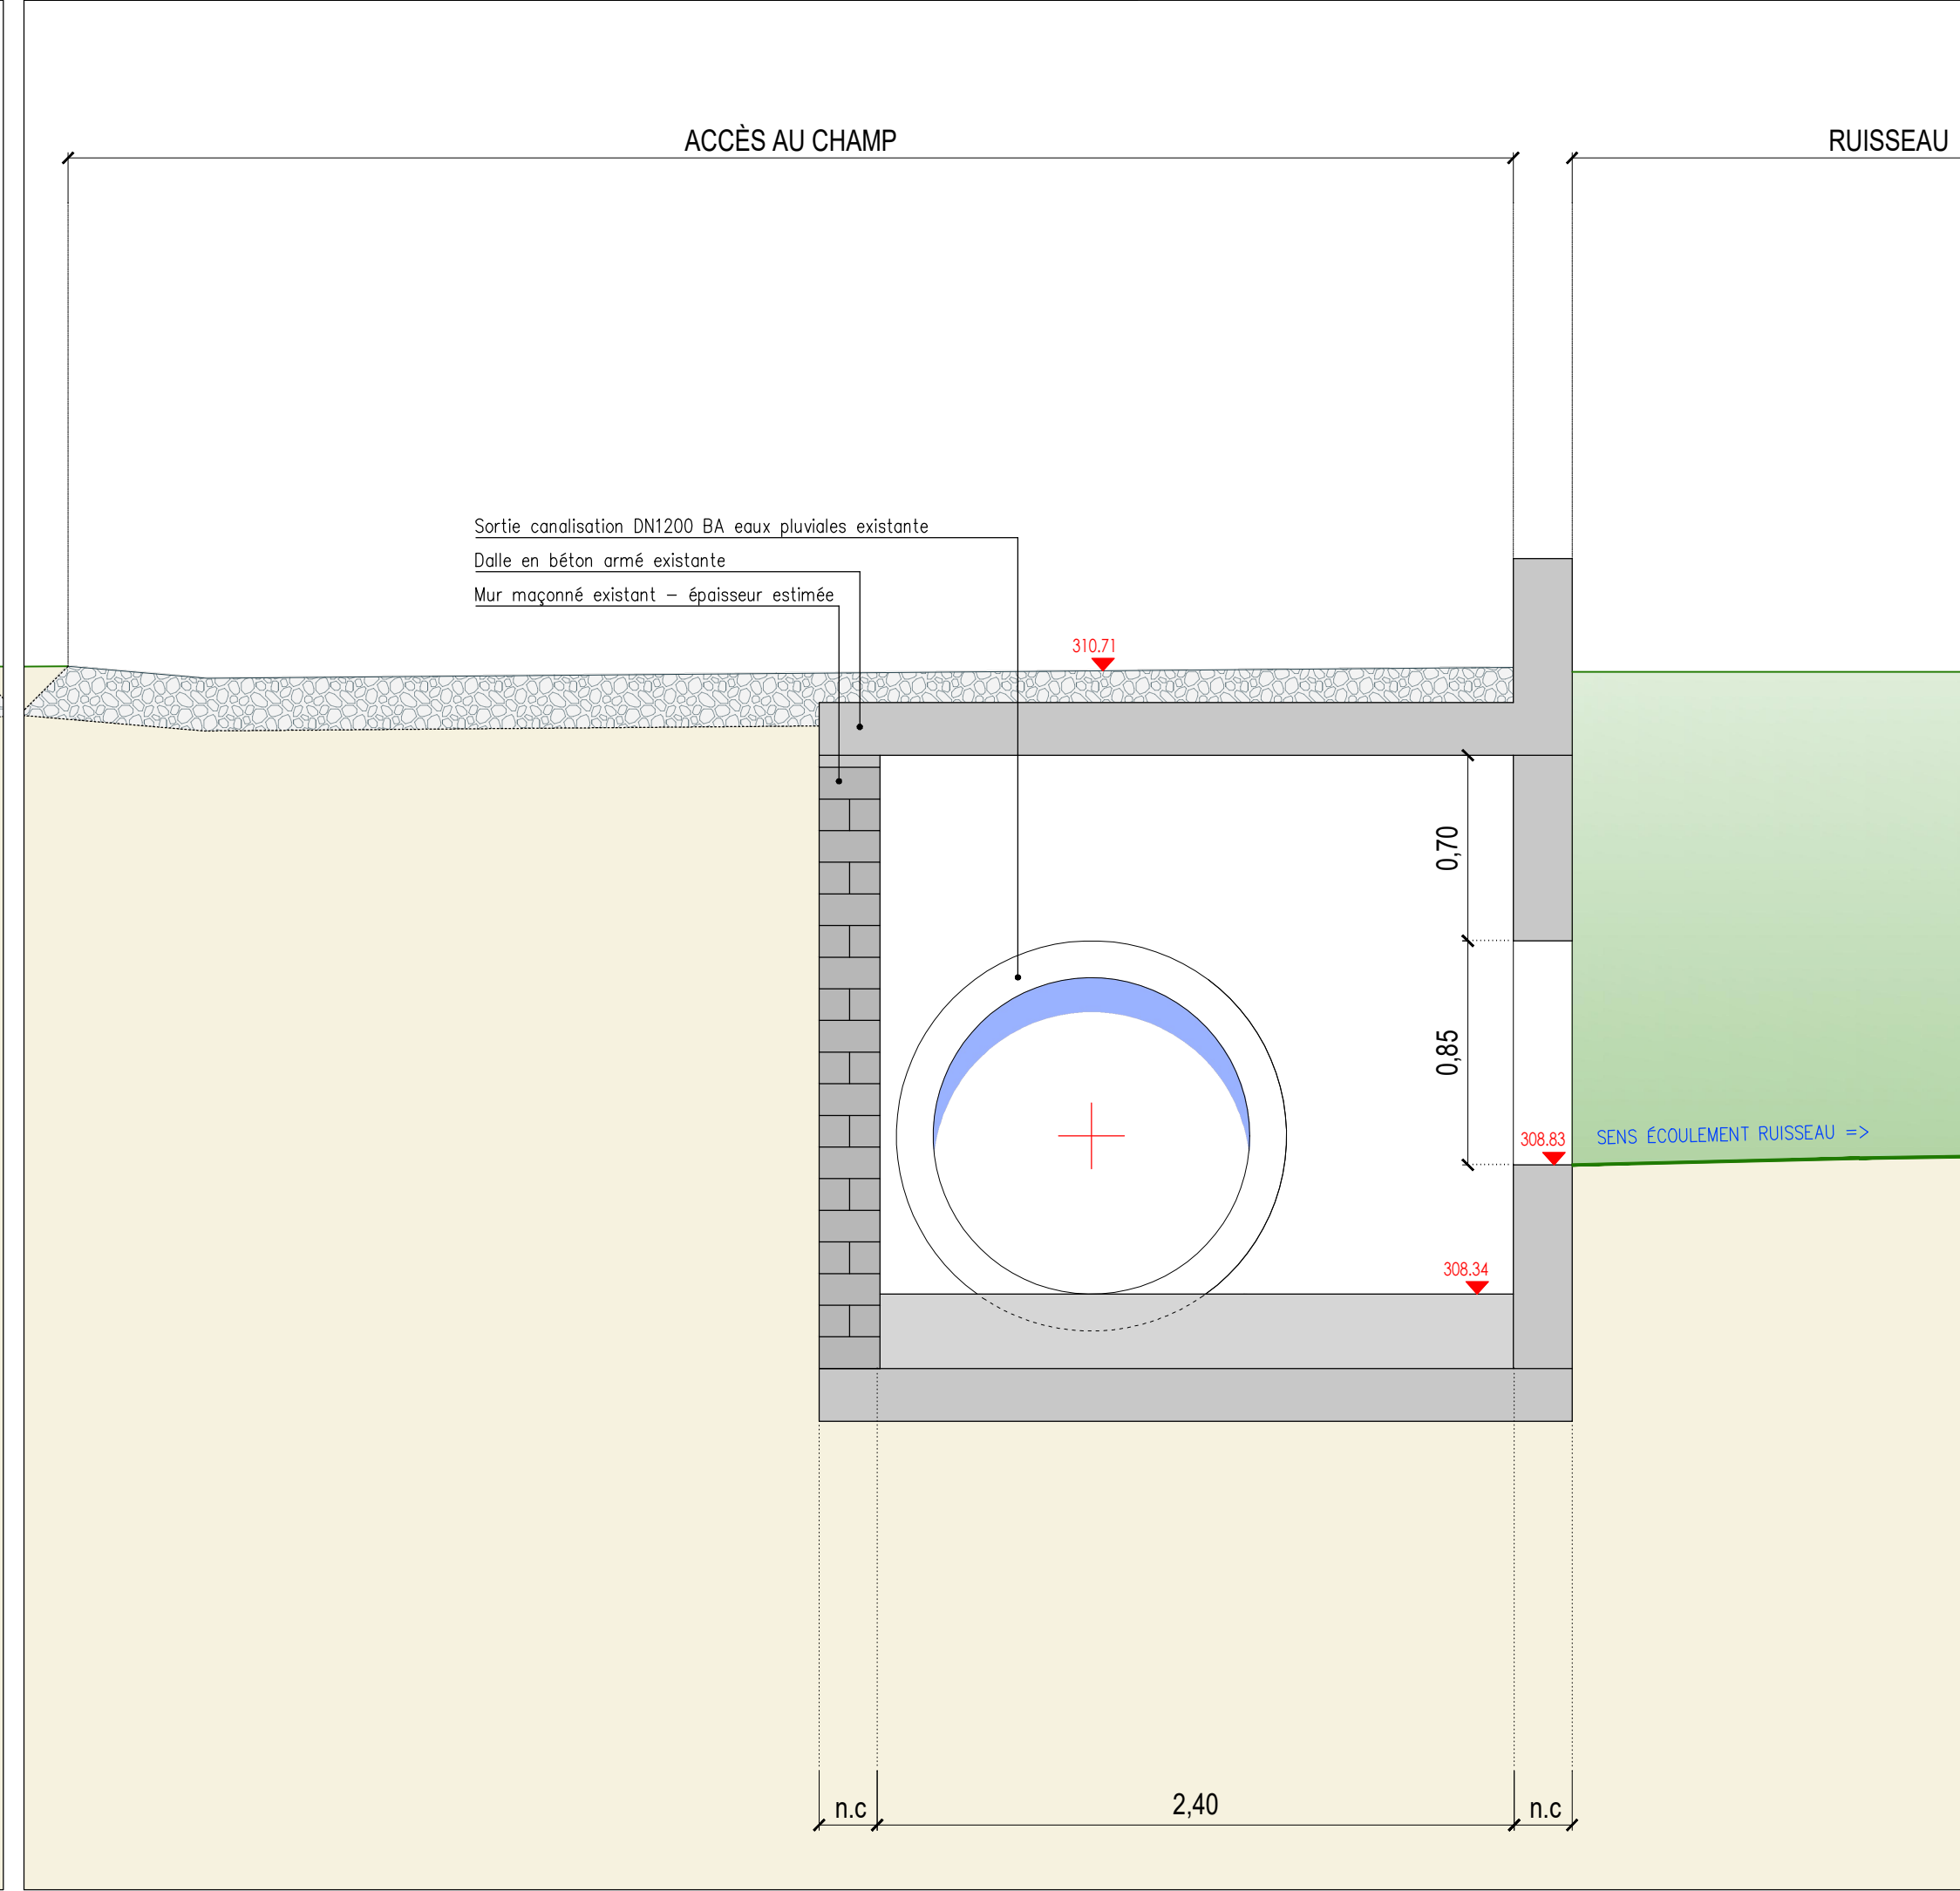 ACCÈS AU CHAMP
RUISSEAU
Sortie canalisation DN1200 BA eaux pluviales existante
Dalle en béton armé existante
Mur maçonné existant – épaisseur estimée
310.71
0,70
0,85
308.83
SENS ÉCOULEMENT RUISSEAU =>
308.34
n.c
2,40
n.c